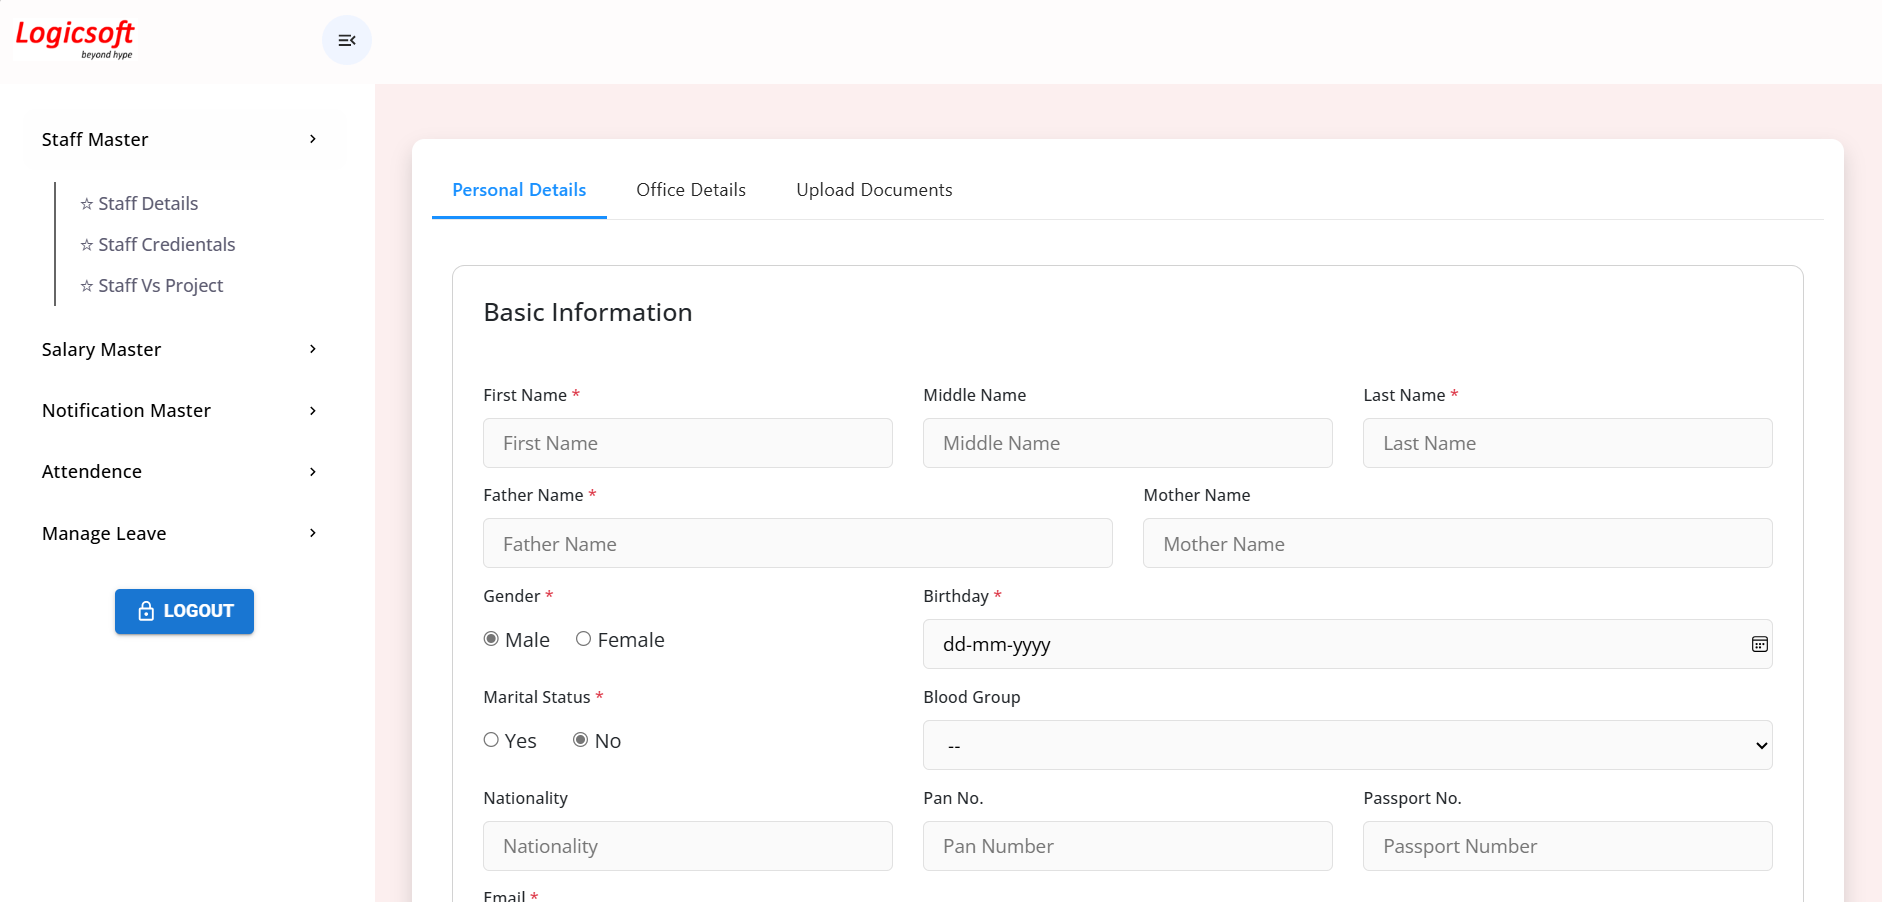 Logicsoft
beyond hype
Staff Master
☆ Staff Details
☆ Staff Credientals
☆ Staff Vs Project
Salary Master
Notification Master
Attendence
Manage Leave
LOGOUT
Personal Details Office Details Upload Documents
Basic Information
First Name * Middle Name Last Name *
First Name Middle Name Last Name
Father Name * Mother Name
Father Name Mother Name
Gender * Birthday *
Male Female dd-mm-yyyy
Marital Status * Blood Group
Yes No --
Nationality Pan No. Passport No.
Nationality Pan Number Passport Number
Email *